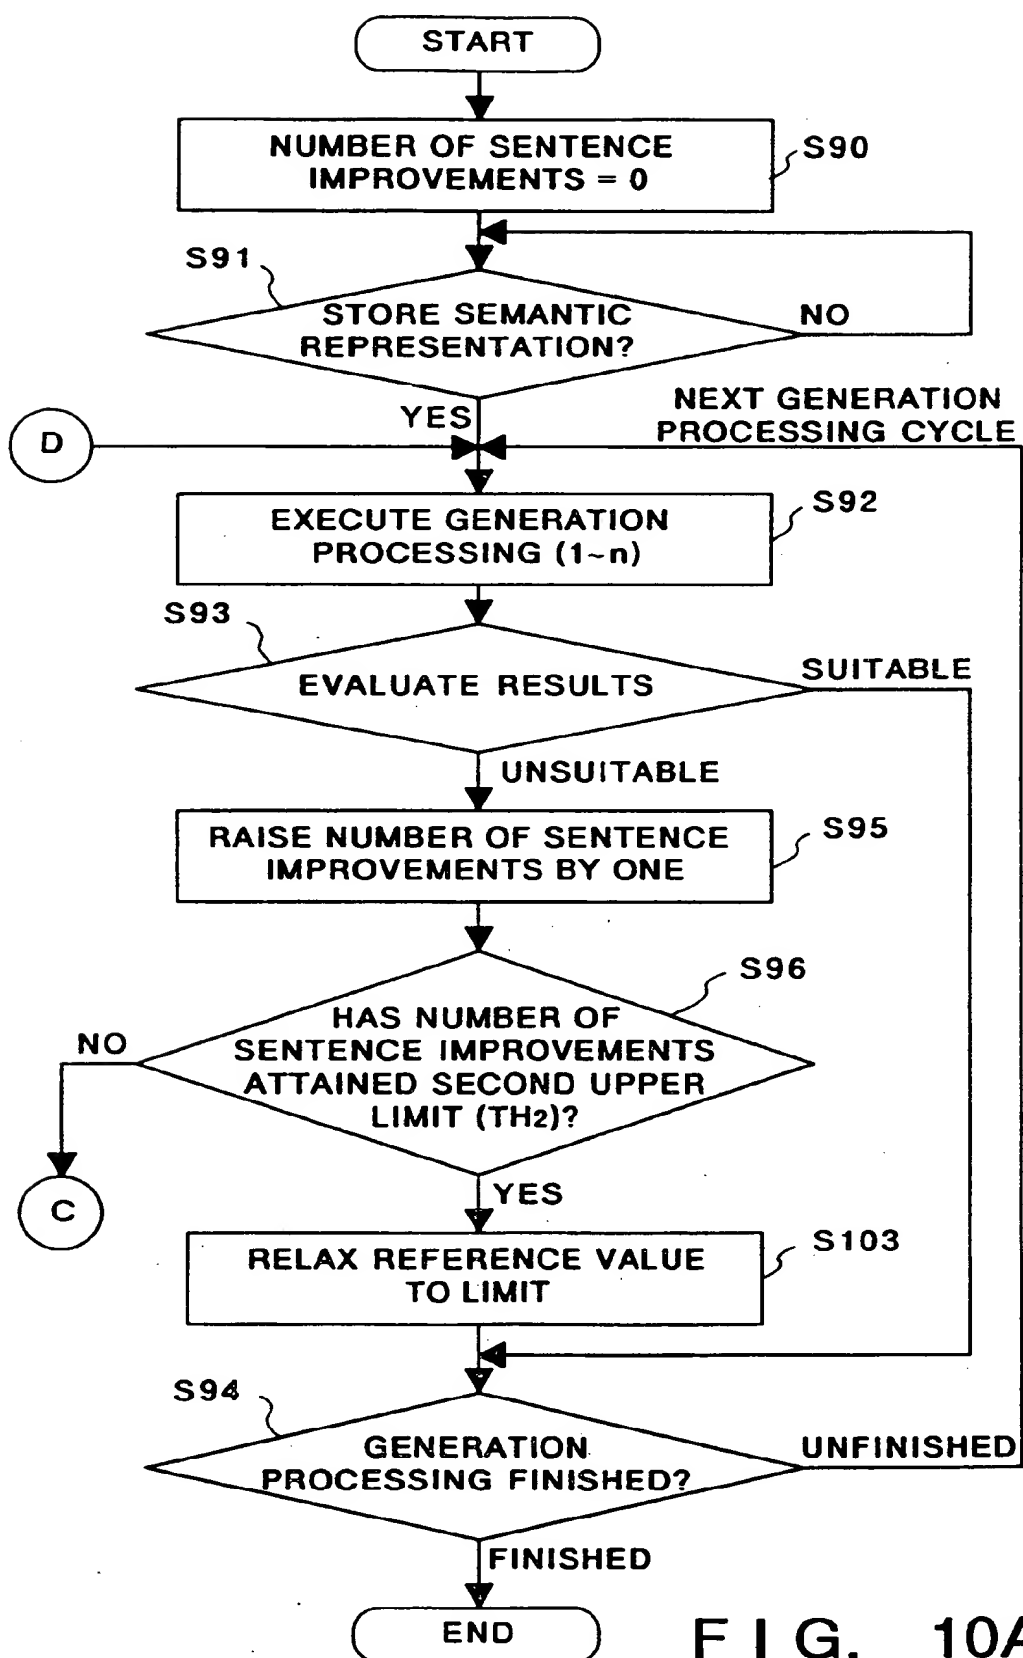 START
NUMBER OF SENTENCE
IMPROVEMENTS = 0
S90
S91
STORE SEMANTIC
REPRESENTATION?
NO
YES
NEXT GENERATION
PROCESSING CYCLE
D
EXECUTE GENERATION
PROCESSING (1~n)
S92
S93
EVALUATE RESULTS
SUITABLE
UNSUITABLE
RAISE NUMBER OF SENTENCE
IMPROVEMENTS BY ONE
S95
S96
HAS NUMBER OF
SENTENCE IMPROVEMENTS
ATTAINED SECOND UPPER
LIMIT (TH2)?
NO
C
YES
RELAX REFERENCE VALUE
TO LIMIT
S103
S94
GENERATION
PROCESSING FINISHED?
UNFINISHED
FINISHED
END
FIG. 10A